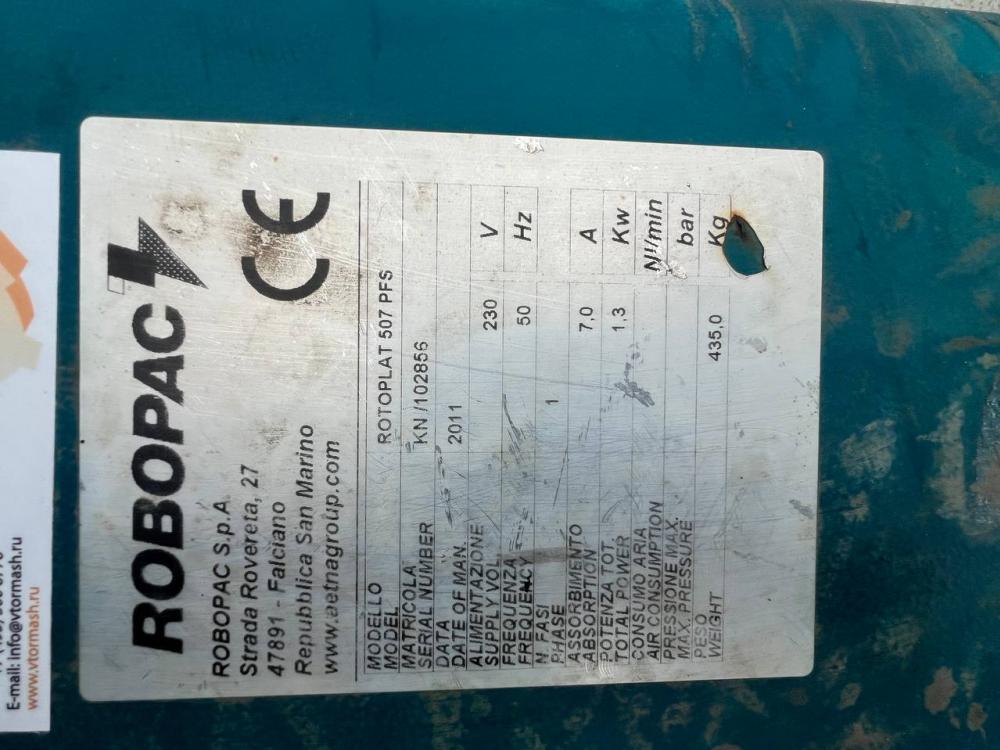 E-mail: info@vtormash.ru
www.vtormash.ru
ROBOPAC
ROBOPAC S.p.A.
Strada Rovereta, 27
47891 - Falciano
Repubblica San Marino
www.aetnagroup.com
CE
MODELLO
MODEL ROTOPLAT 507 PFS
MATRICOLA
SERIAL NUMBER KN /102856
DATA
DATE OF MAN. 2011
ALIMENTAZIONE
SUPPLY VOL. 230 V
FREQUENZA
FREQUENCY 50 Hz
N FASI
PHASE 1
ASSORBIMENTO
ABSORPTION 7,0 A
POTENZA TOT.
TOTAL POWER 1,3 Kw
CONSUMO ARIA
AIR CONSUMPTION Nl/min
PRESSIONE MAX.
MAX. PRESSURE bar
PESO
WEIGHT 435,0 Kg